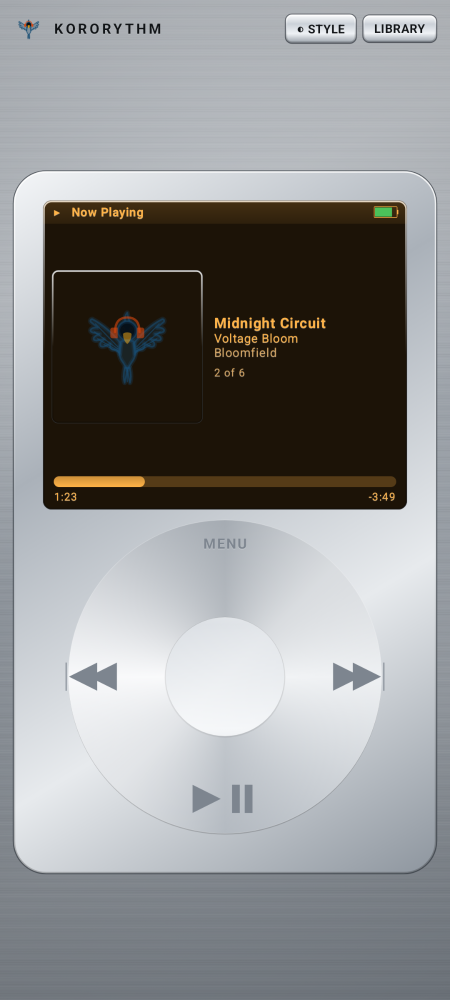 KORORYTHM
STYLE
LIBRARY
Now Playing
Midnight Circuit
Voltage Bloom
Bloomfield
2 of 6
1:23
-3:49
MENU